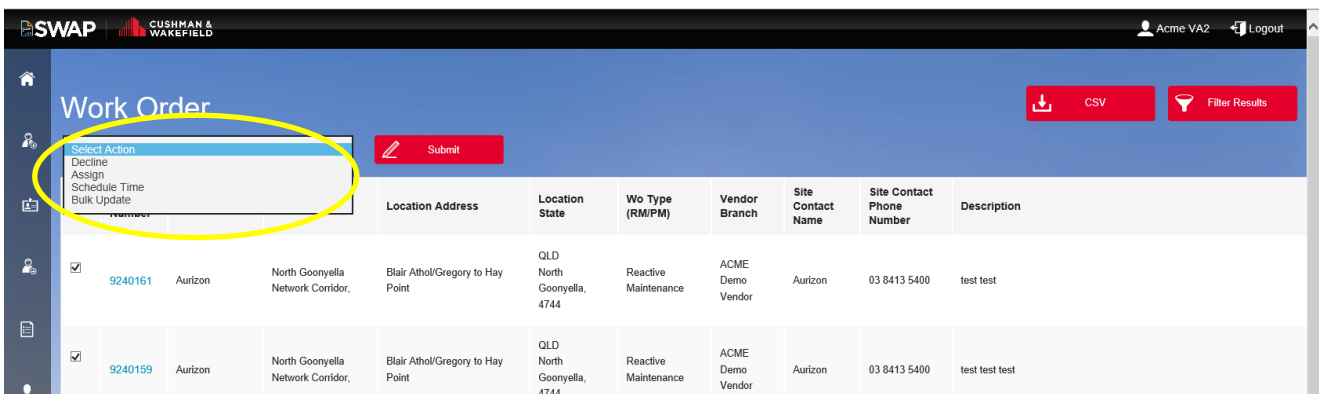 SWAP
CUSHMAN &
WAKEFIELD
Acme VA2
Logout
Work Order
CSV
Filter Results
Select Action
Decline
Assign
Schedule Time
Bulk Update
Submit
Number
Location Address
Location
State
Wo Type
(RM/PM)
Vendor
Branch
Site
Contact
Name
Site Contact
Phone
Number
Description
9240161
Aurizon
North Goonyella
Network Corridor,
Blair Athol/Gregory to Hay
Point
QLD
North
Goonyella,
4744
Reactive
Maintenance
ACME
Demo
Vendor
Aurizon
03 8413 5400
test test
9240159
Aurizon
North Goonyella
Network Corridor,
Blair Athol/Gregory to Hay
Point
QLD
North
Goonyella,
4744
Reactive
Maintenance
ACME
Demo
Vendor
Aurizon
03 8413 5400
test test test